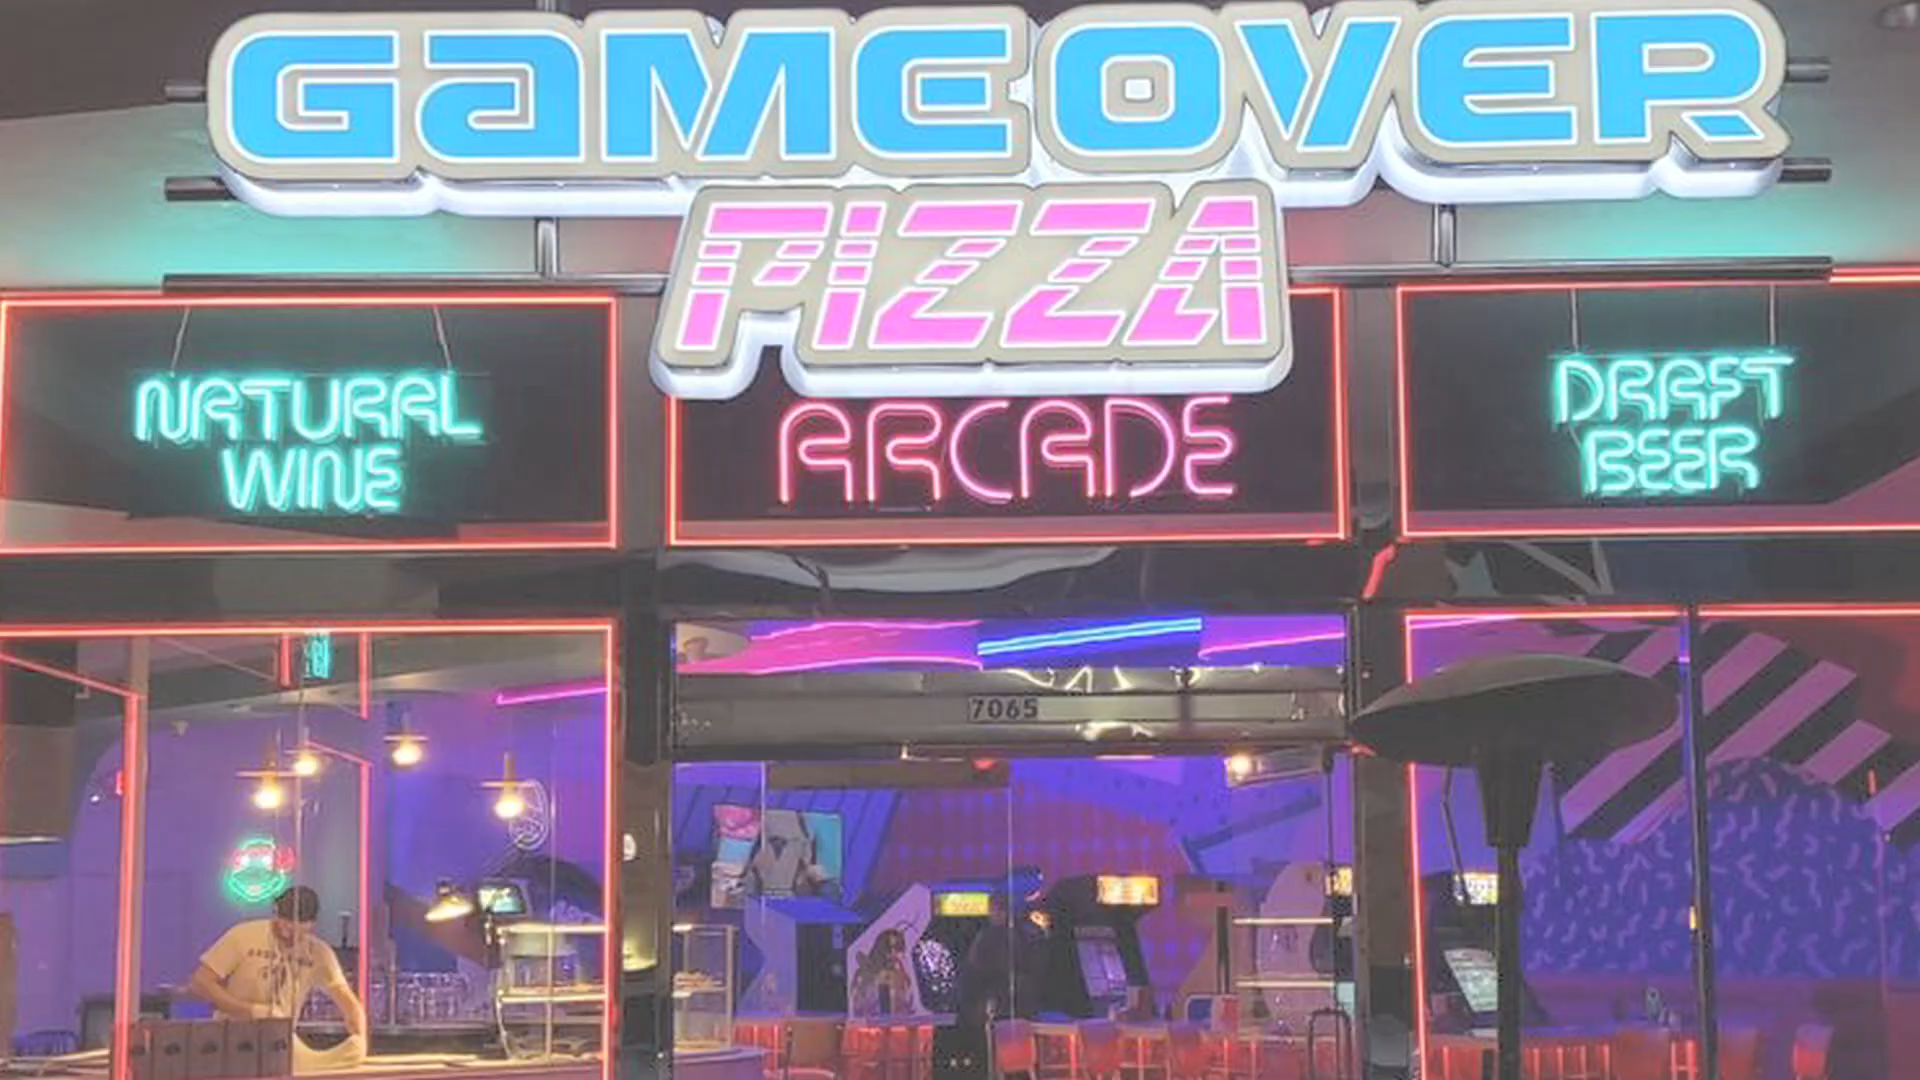 GAMEOVER
PIZZA
NATURAL
WINE
ARCADE
DRAFT
BEER
7065